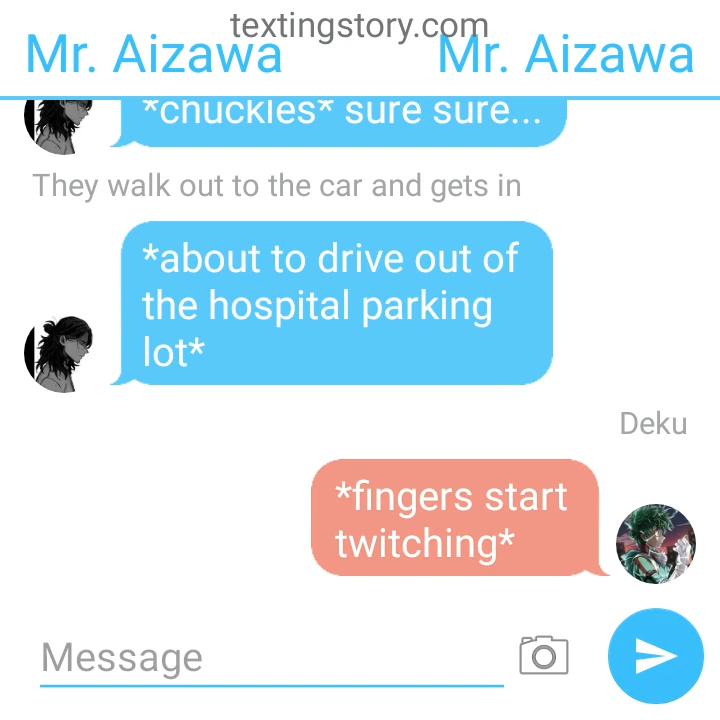 textingstory.com
Mr. Aizawa Mr. Aizawa
*chuckles* sure sure...
They walk out to the car and gets in
*about to drive out of
the hospital parking
lot*
Deku
*fingers start
twitching*
Message